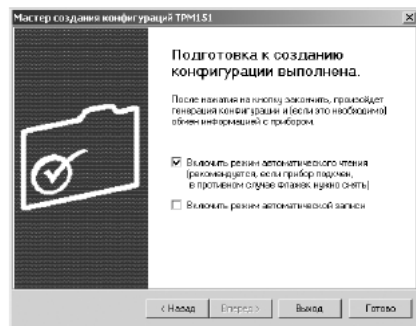 Мастер создания конфигураций ТРМ151
Подготовка к созданию
конфигурации выполнена.
После нажатия на кнопку закончить, произойдет
генерация конфигурации и (если это необходимо)
обмен информацией с прибором.
Включить режим автоматического чтения
(рекомендуется, если прибор подключен,
в противном случае флажок нужно снять)
Включить режим автоматической записи
< Назад
Вперед >
Выход
Готово